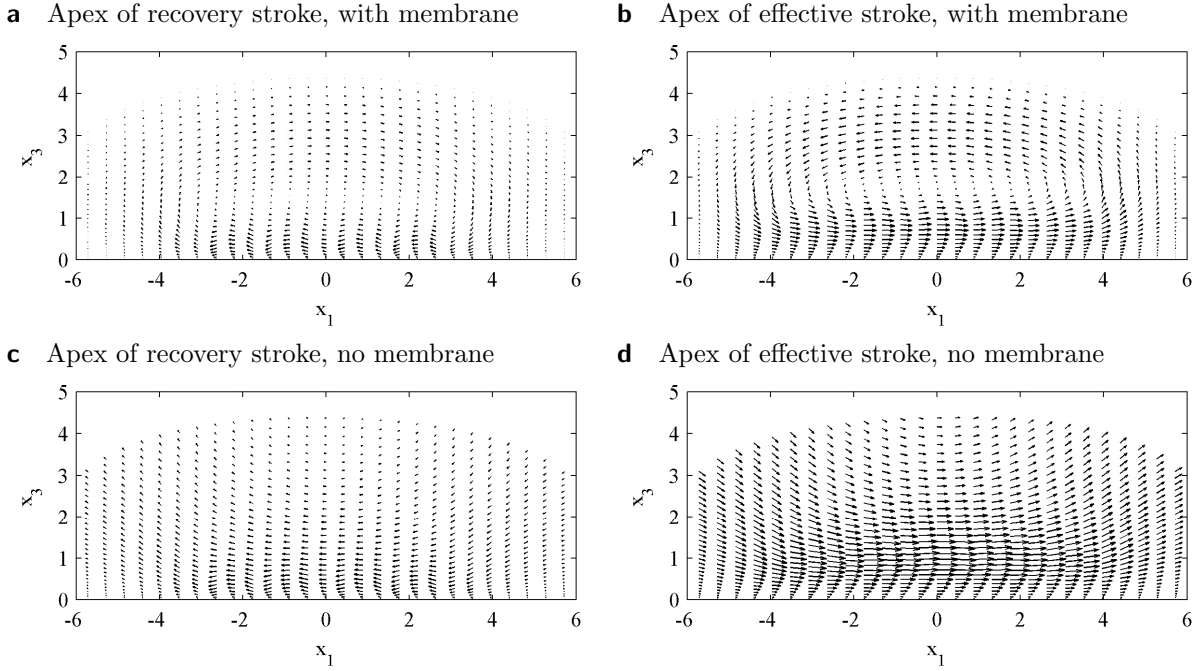 a Apex of recovery stroke, with membrane
5
4
3
2
1
0
x3
-6 -4 -2 0 2 4 6
x1
b Apex of effective stroke, with membrane
5
4
3
2
1
0
x3
-6 -4 -2 0 2 4 6
x1
c Apex of recovery stroke, no membrane
5
4
3
2
1
0
x3
-6 -4 -2 0 2 4 6
x1
d Apex of effective stroke, no membrane
5
4
3
2
1
0
x3
-6 -4 -2 0 2 4 6
x1